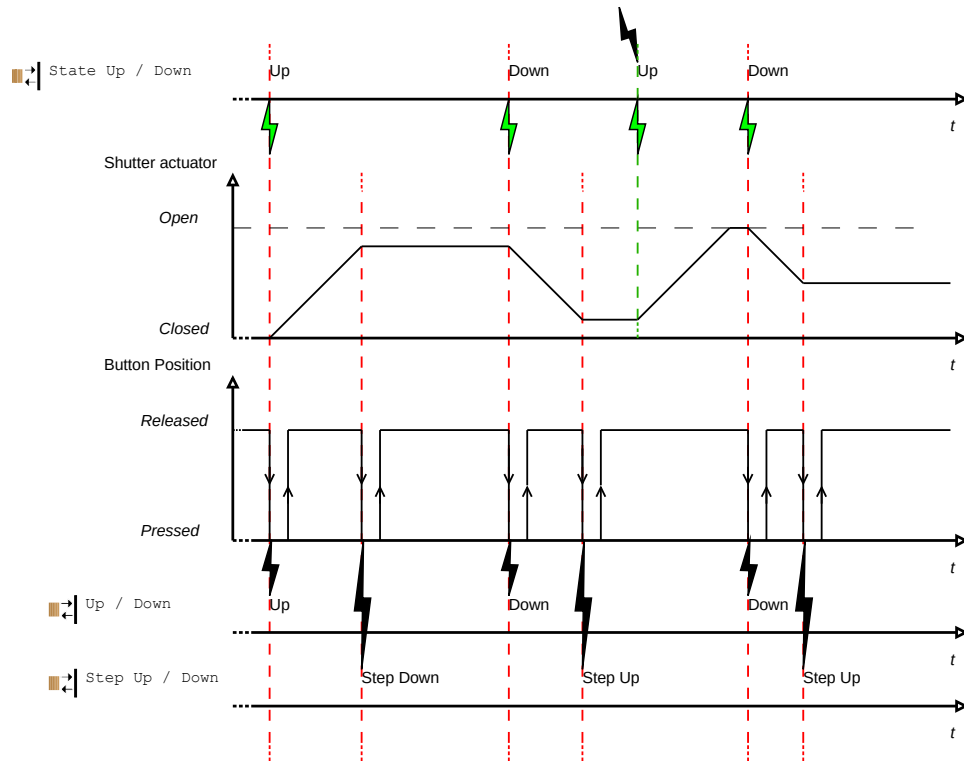 State Up / Down
Up
Down
Up
Down
t
Shutter actuator
Open
Closed
t
Button Position
Released
Pressed
t
Up / Down
Up
Down
Down
t
Step Up / Down
Step Down
Step Up
Step Up
t